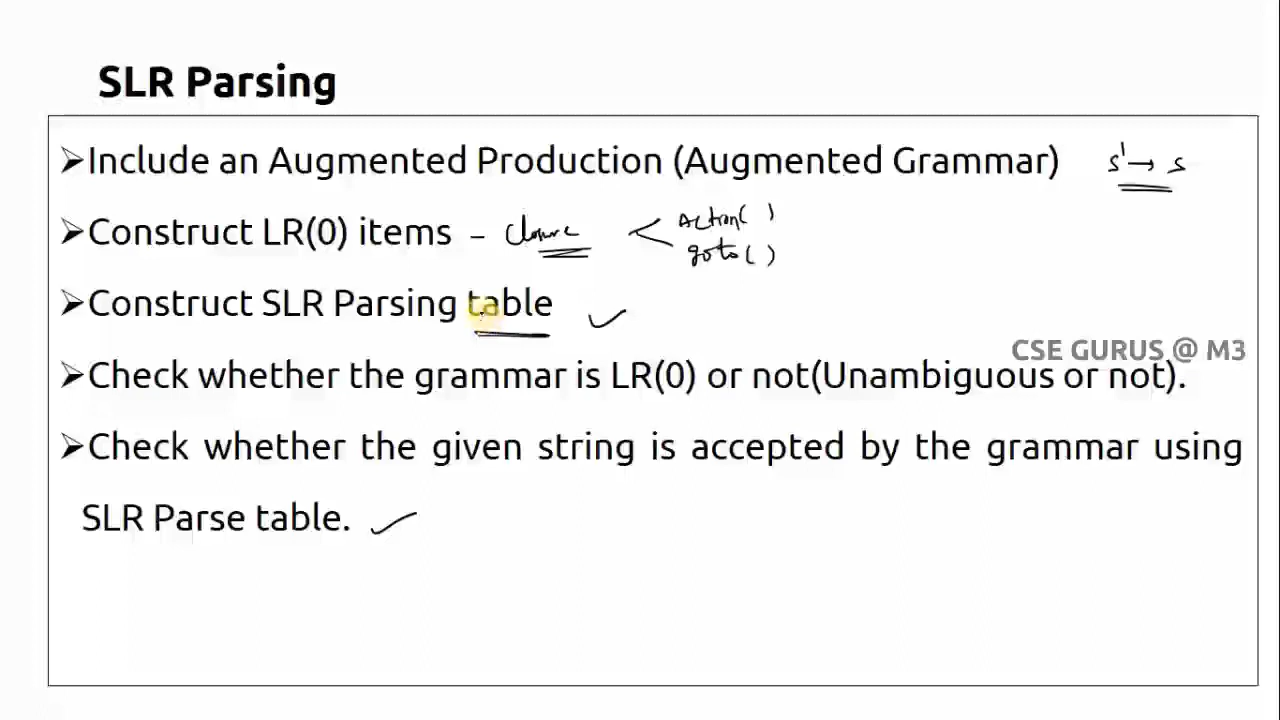 SLR Parsing
➢Include an Augmented Production (Augmented Grammar) s' → s
➢Construct LR(0) items – closure < Action( )
goto( )
➢Construct SLR Parsing table ✓
CSE GURUS @ M3
➢Check whether the grammar is LR(0) or not(Unambiguous or not).
➢Check whether the given string is accepted by the grammar using
SLR Parse table. ✓